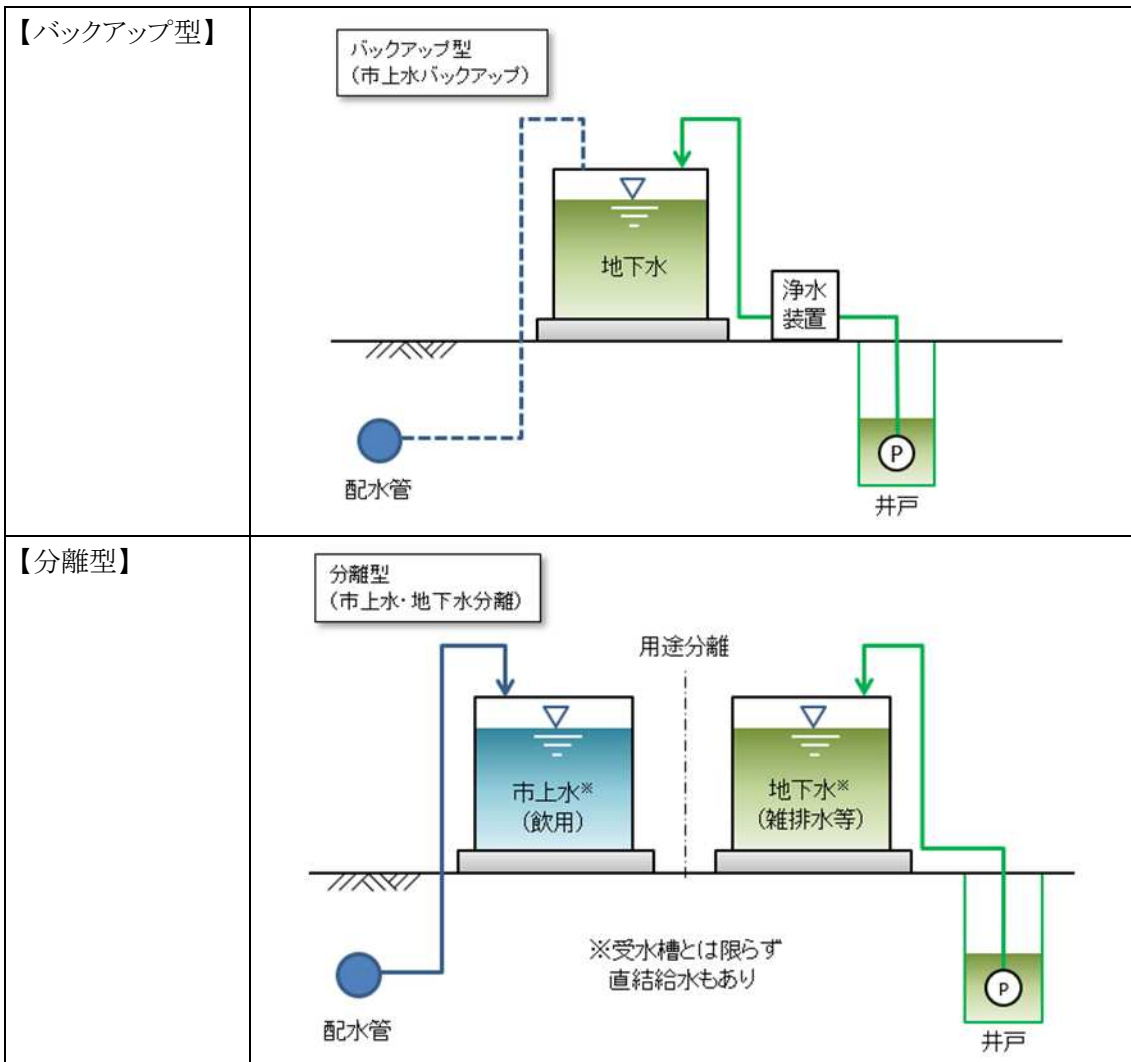 【バックアップ型】
バックアップ型
(市上水バックアップ)
地下水
浄水
装置
P
配水管
井戸
【分離型】
分離型
(市上水・地下水分離)
用途分離
市上水※
(飲用)
地下水※
(雑排水等)
※受水槽とは限らず
直結給水もあり
P
配水管
井戸